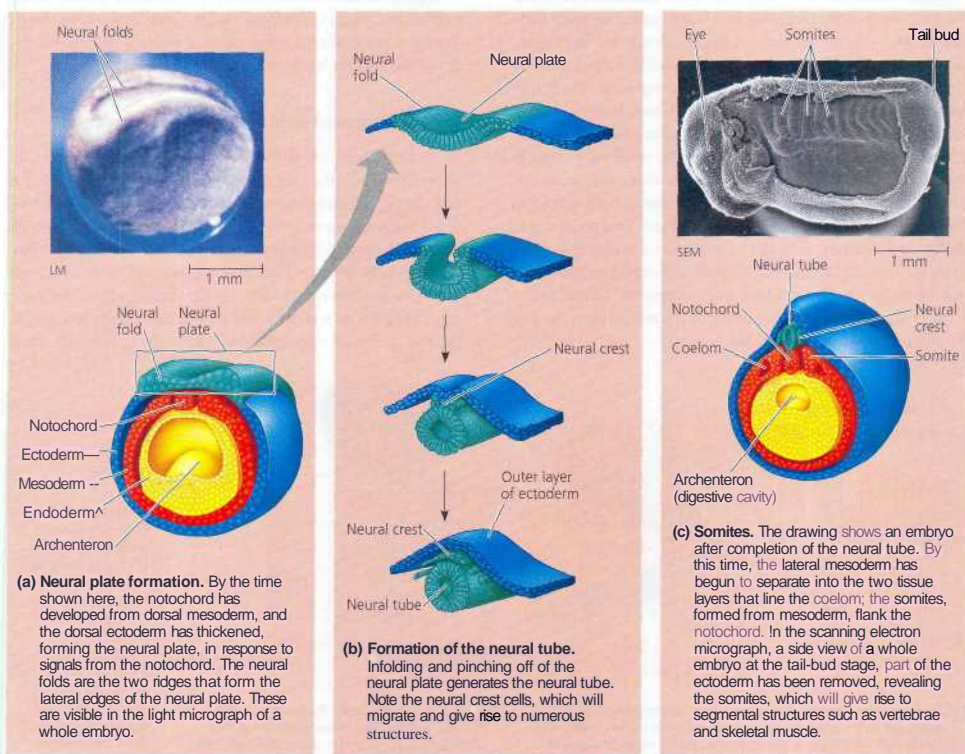 Neural folds
LM
1 mm
Neural
fold
Neural
plate
Notochord
Ectoderm—
Mesoderm --
Endoderm^
Archenteron
(a) Neural plate formation. By the time
shown here, the notochord has
developed from dorsal mesoderm, and
the dorsal ectoderm has thickened,
forming the neural plate, in response to
signals from the notochord. The neural
folds are the two ridges that form the
lateral edges of the neural plate. These
are visible in the light micrograph of a
whole embryo.
Neural
fold
Neural plate
Neural crest
Outer layer
of ectoderm
Neural crest
Neural tube
(b) Formation of the neural tube.
Infolding and pinching off of the
neural plate generates the neural tube.
Note the neural crest cells, which will
migrate and give rise to numerous
structures.
Eye
Somites
Tail bud
SEM
1 mm
Neural tube
Notochord
Neural
crest
Coelom
Somite
Archenteron
(digestive cavity)
(c) Somites. The drawing shows an embryo
after completion of the neural tube. By
this time, the lateral mesoderm has
begun to separate into the two tissue
layers that line the coelom; the somites,
formed from mesoderm, flank the
notochord. !n the scanning electron
micrograph, a side view of a whole
embryo at the tail-bud stage, part of the
ectoderm has been removed, revealing
the somites, which will give rise to
segmental structures such as vertebrae
and skeletal muscle.